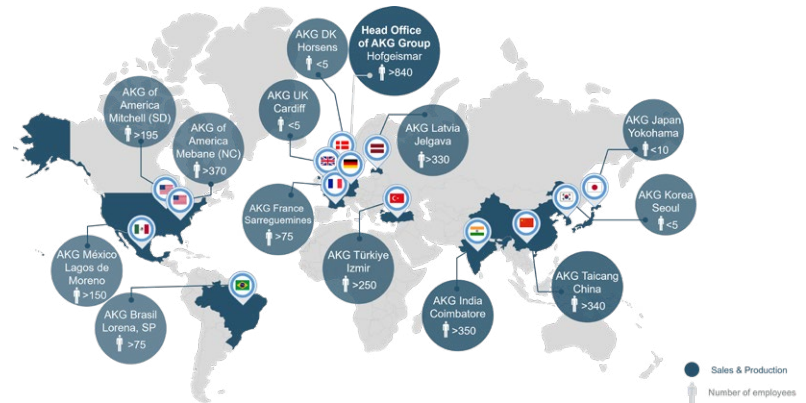 AKG DK
Horsens
<5
Head Office
of AKG Group
Hofgeismar
>840
AKG of
America
Mitchell (SD)
>195
AKG of
America
Mebane (NC)
>370
AKG UK
Cardiff
<5
AKG Latvia
Jelgava
>330
AKG Japan
Yokohama
<10
AKG Korea
Seoul
<5
AKG France
Sarreguemines
>75
AKG Türkiye
Izmir
>250
AKG México
Lagos de
Moreno
>150
AKG Brasil
Lorena, SP
>75
AKG India
Coimbatore
>350
AKG Taicang
China
>340
Sales & Production
Number of employees